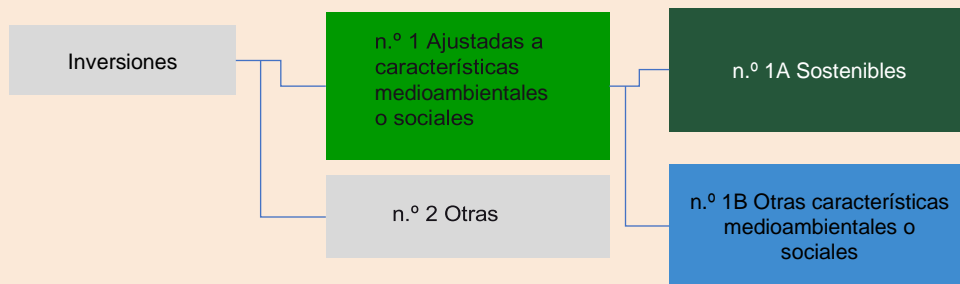 Inversiones
n.º 1 Ajustadas a
características
medioambientales
o sociales
n.º 2 Otras
n.º 1A Sostenibles
n.º 1B Otras características
medioambientales o
sociales